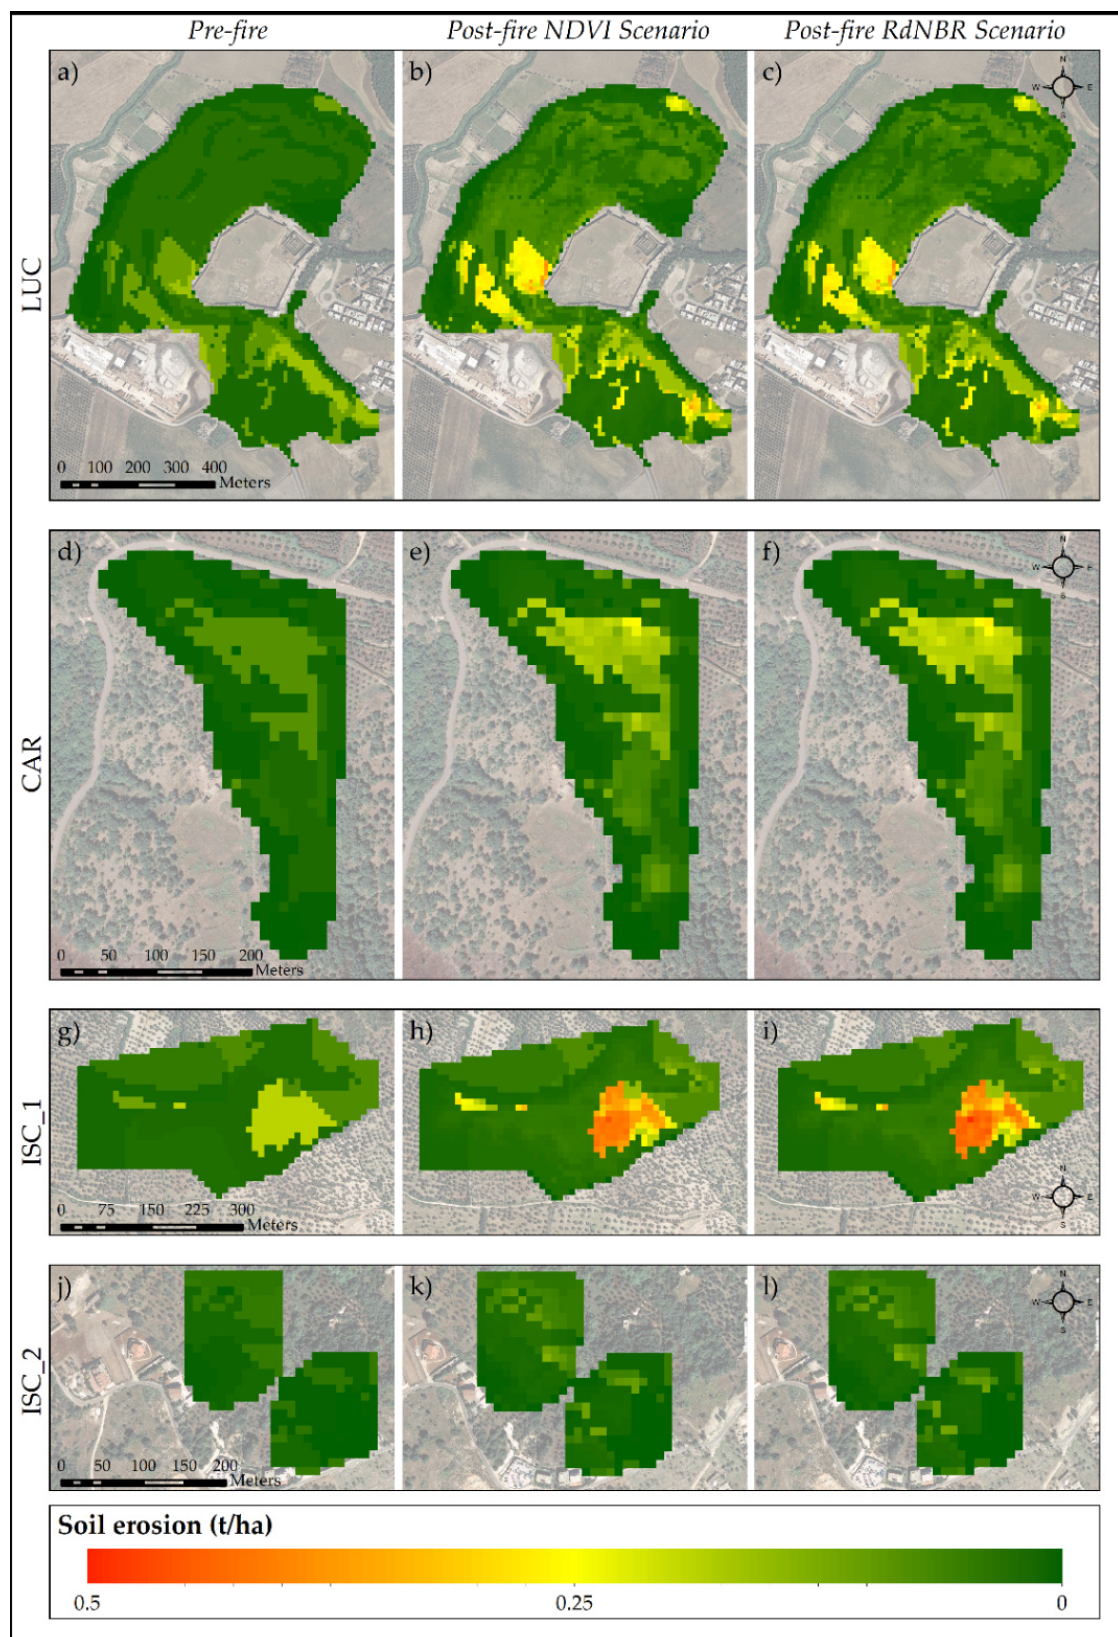 Pre-fire Post-fire NDVI Scenario Post-fire RdNBR Scenario
LUC
a) b) c)
N
W E
S
0 100 200 300 400
Meters
CAR
d) e) f)
N
W E
S
0 50 100 150 200
Meters
ISC_1
g) h) i)
N
W E
S
0 75 150 225 300
Meters
ISC_2
j) k) l)
N
W E
S
0 50 100 150 200
Meters
Soil erosion (t/ha)
0.5 0.25 0